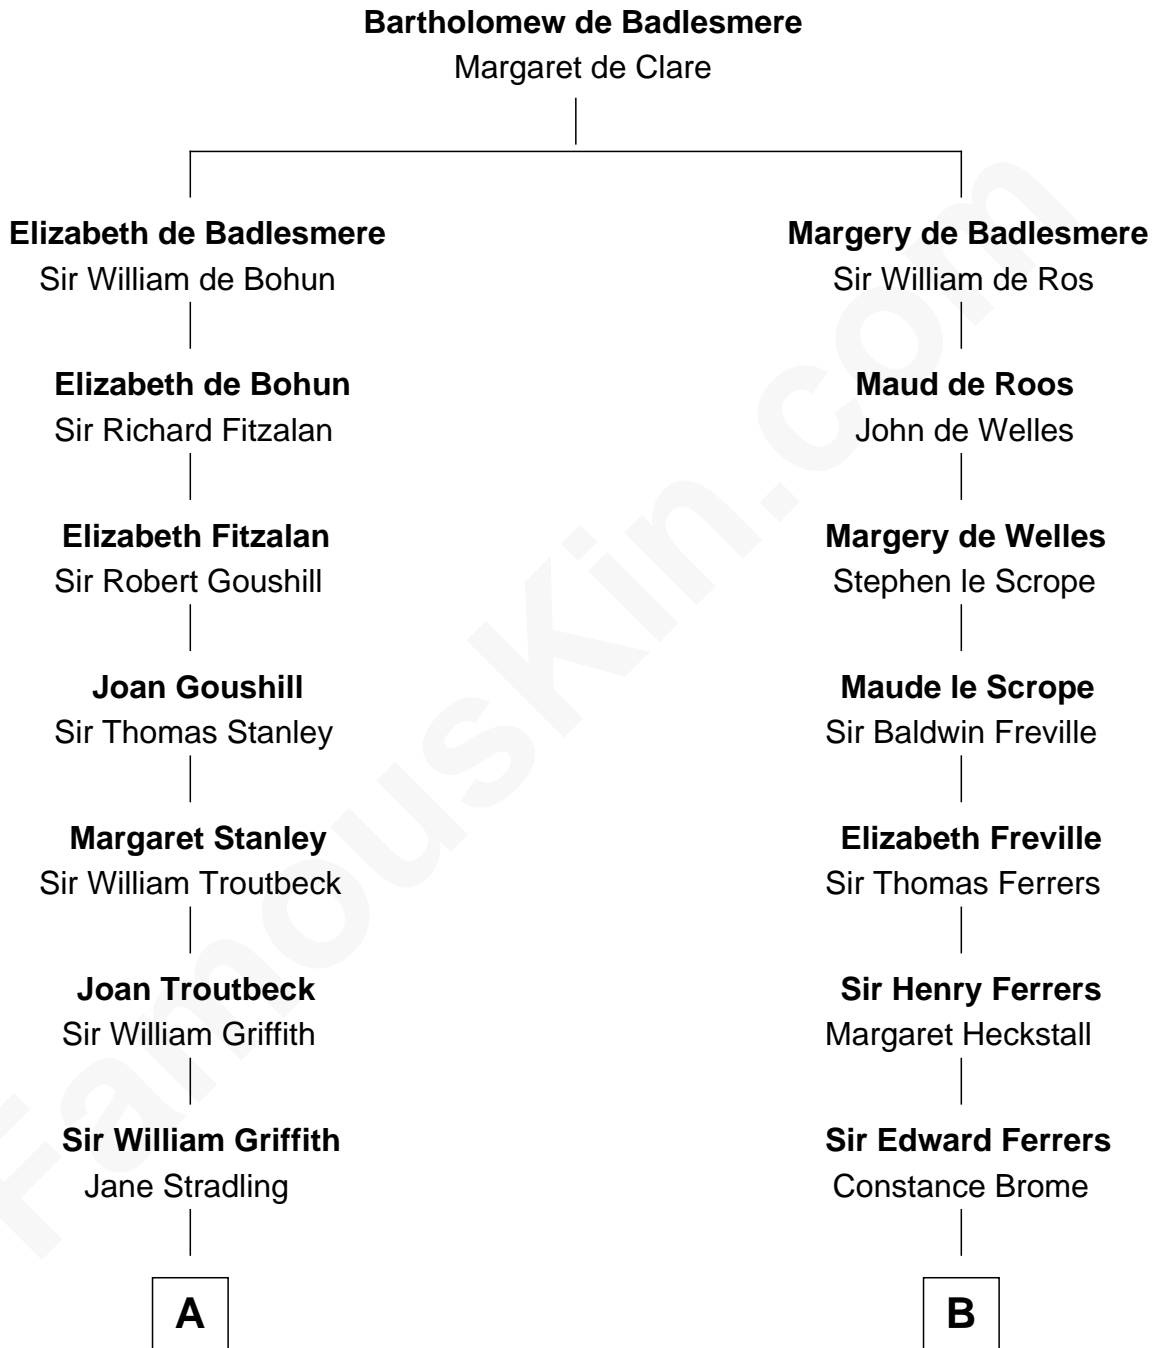 Bartholomew de Badlesmere
Margaret de Clare
Elizabeth de Badlesmere
Sir William de Bohun
Elizabeth de Bohun
Sir Richard Fitzalan
Elizabeth Fitzalan
Sir Robert Goushill
Joan Goushill
Sir Thomas Stanley
Margaret Stanley
Sir William Troutbeck
Joan Troutbeck
Sir William Griffith
Sir William Griffith
Jane Stradling
A
Margery de Badlesmere
Sir William de Ros
Maud de Roos
John de Welles
Margery de Welles
Stephen le Scrope
Maude le Scrope
Sir Baldwin Freville
Elizabeth Freville
Sir Thomas Ferrers
Sir Henry Ferrers
Margaret Heckstall
Sir Edward Ferrers
Constance Brome
B
FamousKin.com